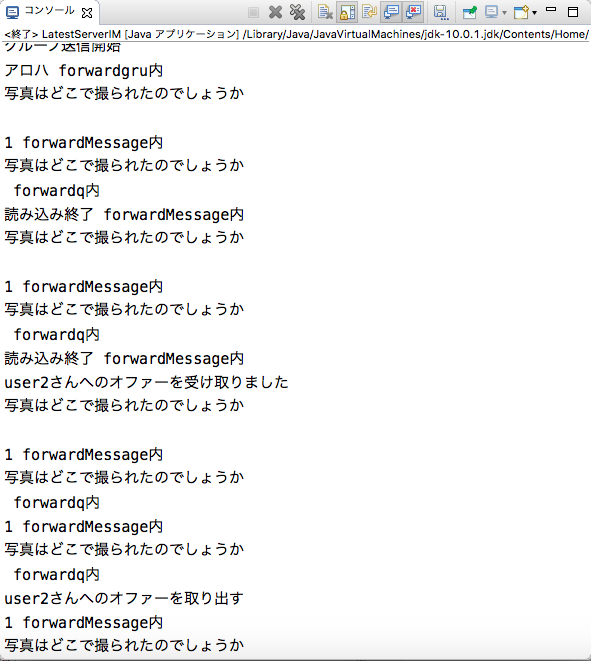 コンソール
<終了> LatestServerIM [Java アプリケーション] /Library/Java/JavaVirtualMachines/jdk-10.0.1.jdk/Contents/Home/
グループ送信開始
アロハ forwardgru内
写真はどこで撮られたのでしょうか
1 forwardMessage内
写真はどこで撮られたのでしょうか
forwardq内
読み込み終了 forwardMessage内
写真はどこで撮られたのでしょうか
1 forwardMessage内
写真はどこで撮られたのでしょうか
forwardq内
読み込み終了 forwardMessage内
user2さんへのオファーを受け取りました
写真はどこで撮られたのでしょうか
1 forwardMessage内
写真はどこで撮られたのでしょうか
forwardq内
1 forwardMessage内
写真はどこで撮られたのでしょうか
forwardq内
user2さんへのオファーを取り出す
1 forwardMessage内
写真はどこで撮られたのでしょうか